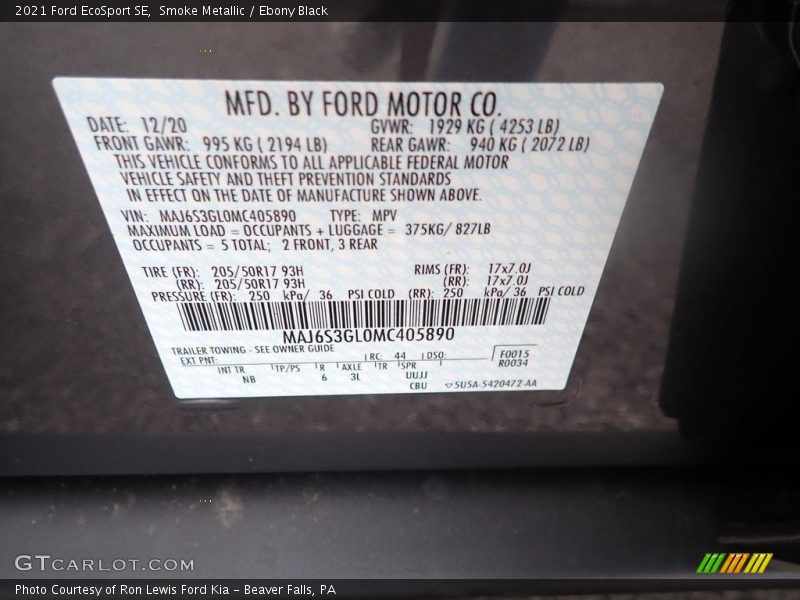 2021 Ford EcoSport SE, Smoke Metallic / Ebony Black
MFD. BY FORD MOTOR CO.
DATE: 12/20 GVWR: 1929 KG ( 4253 LB)
FRONT GAWR: 995 KG ( 2194 LB) REAR GAWR: 940 KG ( 2072 LB)
THIS VEHICLE CONFORMS TO ALL APPLICABLE FEDERAL MOTOR
VEHICLE SAFETY AND THEFT PREVENTION STANDARDS
IN EFFECT ON THE DATE OF MANUFACTURE SHOWN ABOVE.
VIN: MAJ6S3GL0MC405890 TYPE: MPV
MAXIMUM LOAD = OCCUPANTS + LUGGAGE = 375KG/ 827LB
OCCUPANTS = 5 TOTAL; 2 FRONT, 3 REAR
TIRE (FR): 205/50R17 93H RIMS (FR): 17x7.0J
(RR): 205/50R17 93H (RR): 17x7.0J
PRESSURE (FR): 250 kPa/ 36 PSI COLD (RR): 250 kPa/ 36 PSI COLD
MAJ6S3GL0MC405890
TRAILER TOWING - SEE OWNER GUIDE RC: 44 DSO: F0015
EXT PNT: R0034
INT TR TP/PS R AXLE TR SPR
NB 6 3L UUJJ
CBU SU5A-5420472-AA
GTCARLOT.COM
Photo Courtesy of Ron Lewis Ford Kia - Beaver Falls, PA